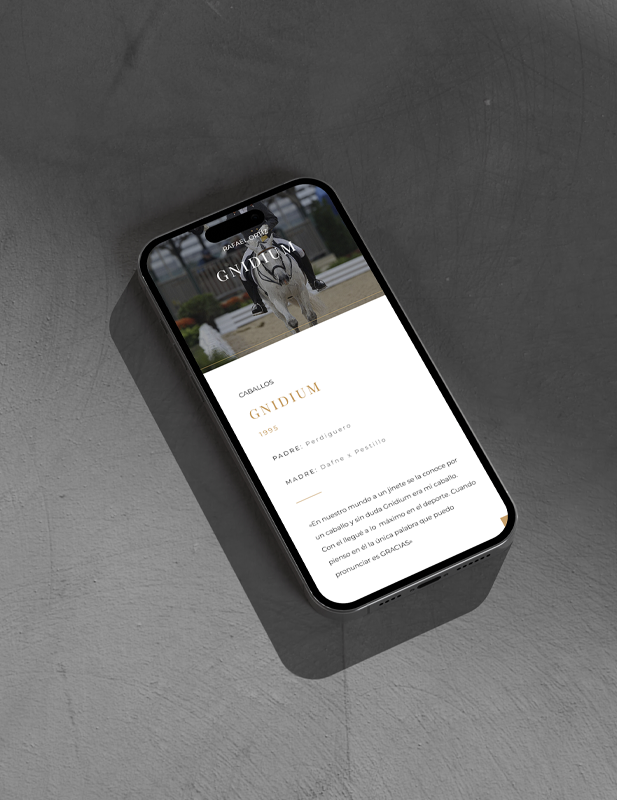 RAFAEL ORTIZ
GNIDIUM
CABALLOS
GNIDIUM
1995
PADRE: Perdiguero
MADRE: Dafne x Pestillo
«En nuestro mundo a un jinete se la conoce por
un caballo y sin duda Gnidium era mi caballo.
Con el llegué a lo máximo en el deporte. Cuando
pienso en él la única palabra que puedo
pronunciar es GRACIAS»